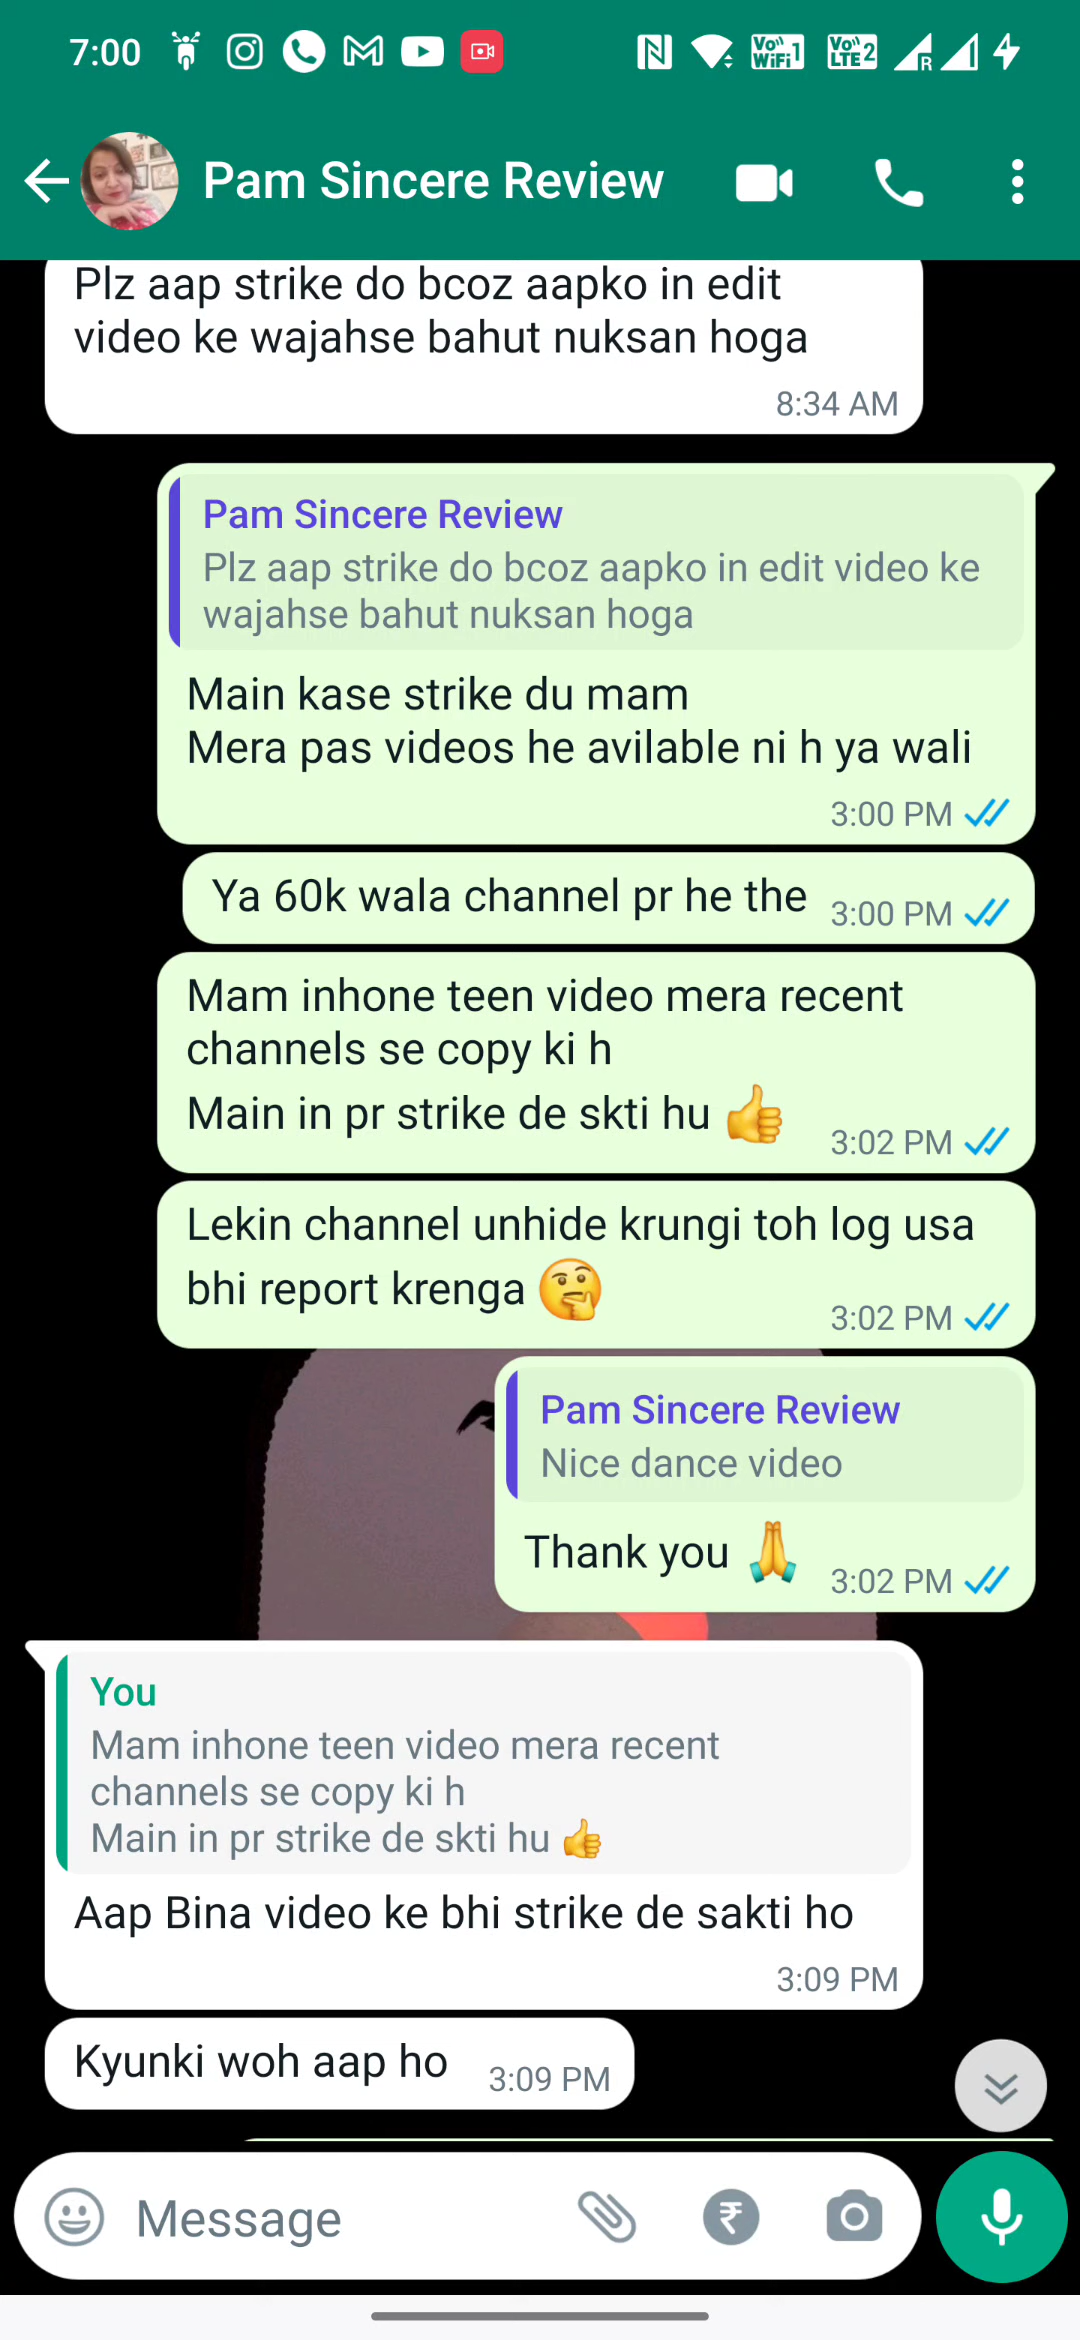 7:00
Vo WiFi 1
Vo LTE 2
R
Pam Sincere Review
Plz aap strike do bcoz aapko in edit
video ke wajahse bahut nuksan hoga
8:34 AM
Pam Sincere Review
Plz aap strike do bcoz aapko in edit video ke
wajahse bahut nuksan hoga
Main kase strike du mam
Mera pas videos he avilable ni h ya wali
3:00 PM
Ya 60k wala channel pr he the 3:00 PM
Mam inhone teen video mera recent
channels se copy ki h
Main in pr strike de skti hu 👍 3:02 PM
Lekin channel unhide krungi toh log usa
bhi report krenga 🤔 3:02 PM
Pam Sincere Review
Nice dance video
Thank you 🙏 3:02 PM
You
Mam inhone teen video mera recent
channels se copy ki h
Main in pr strike de skti hu 👍
Aap Bina video ke bhi strike de sakti ho
3:09 PM
Kyunki woh aap ho 3:09 PM
Message
₹